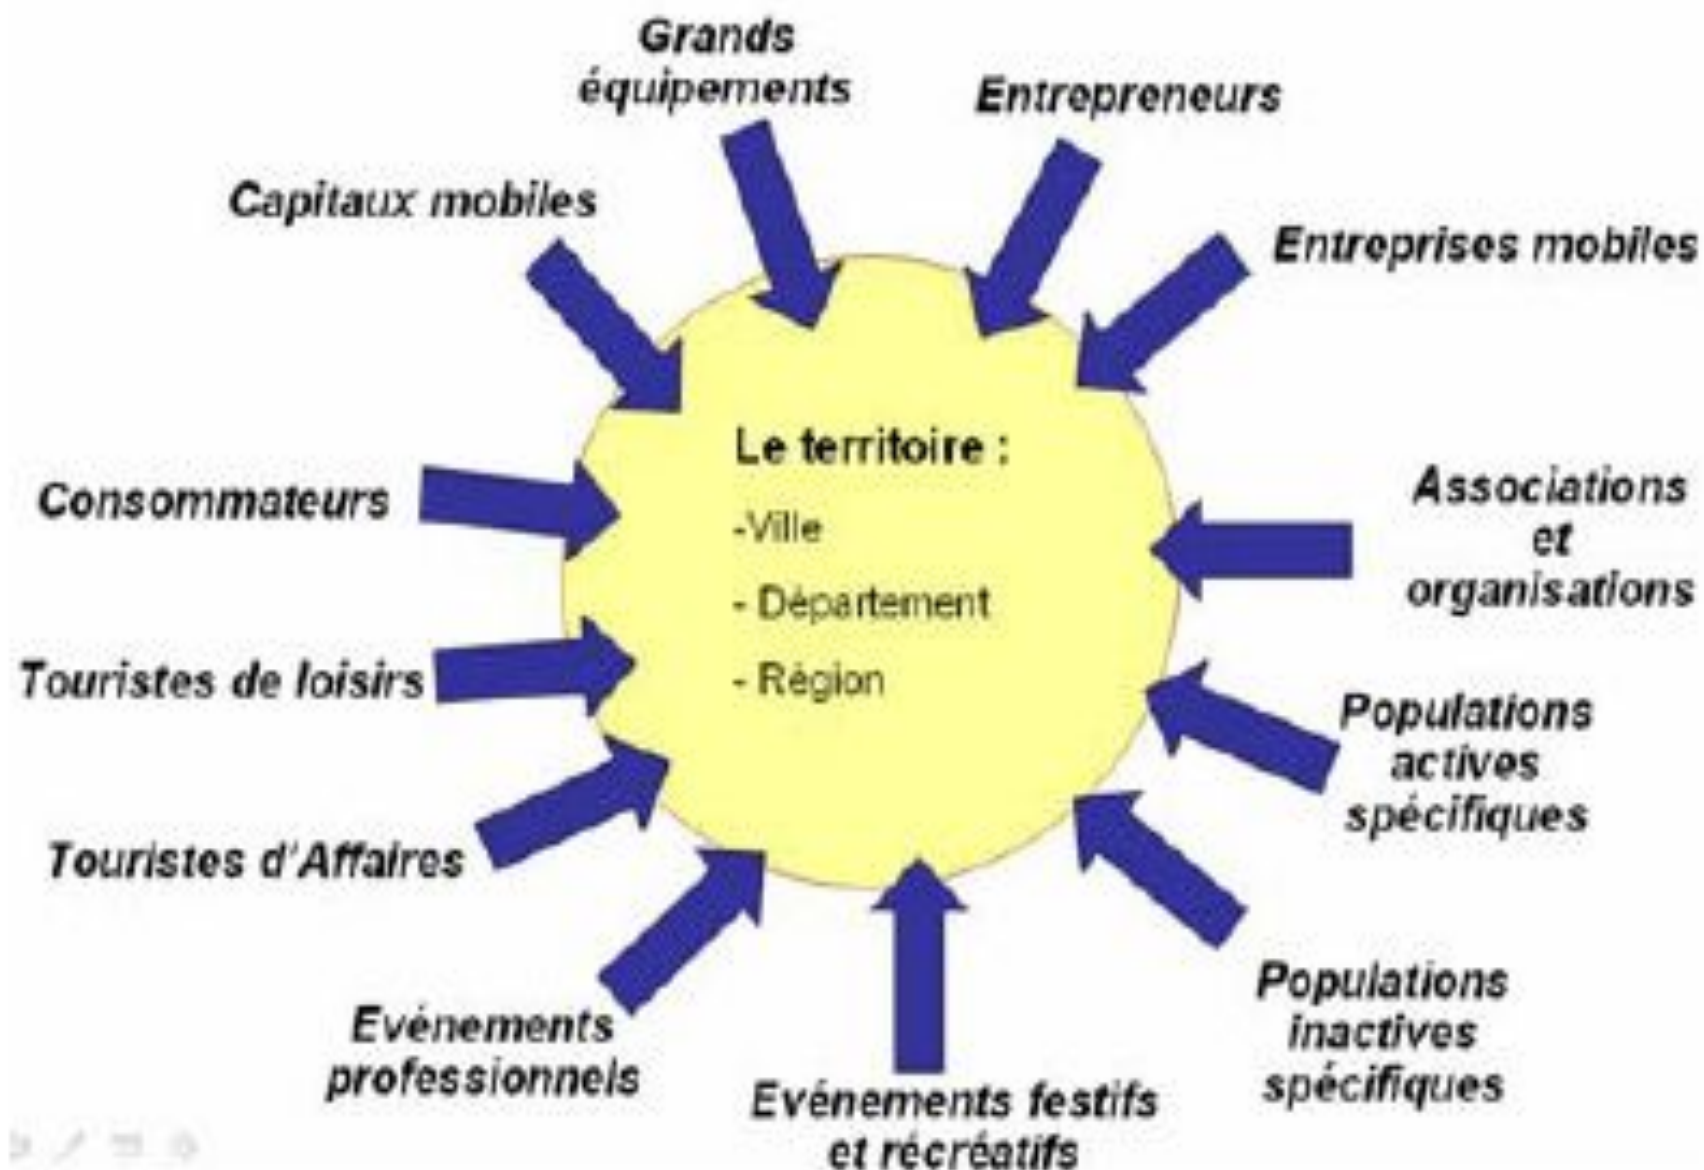 Grands
équipements
Entrepreneurs
Capitaux mobiles
Entreprises mobiles
Le territoire :
-Ville
- Département
- Région
Consommateurs
Associations
et
organisations
Touristes de loisirs
Populations
actives
spécifiques
Touristes d'Affaires
Populations
inactives
spécifiques
Evénements
professionnels
Evénements festifs
et récréatifs